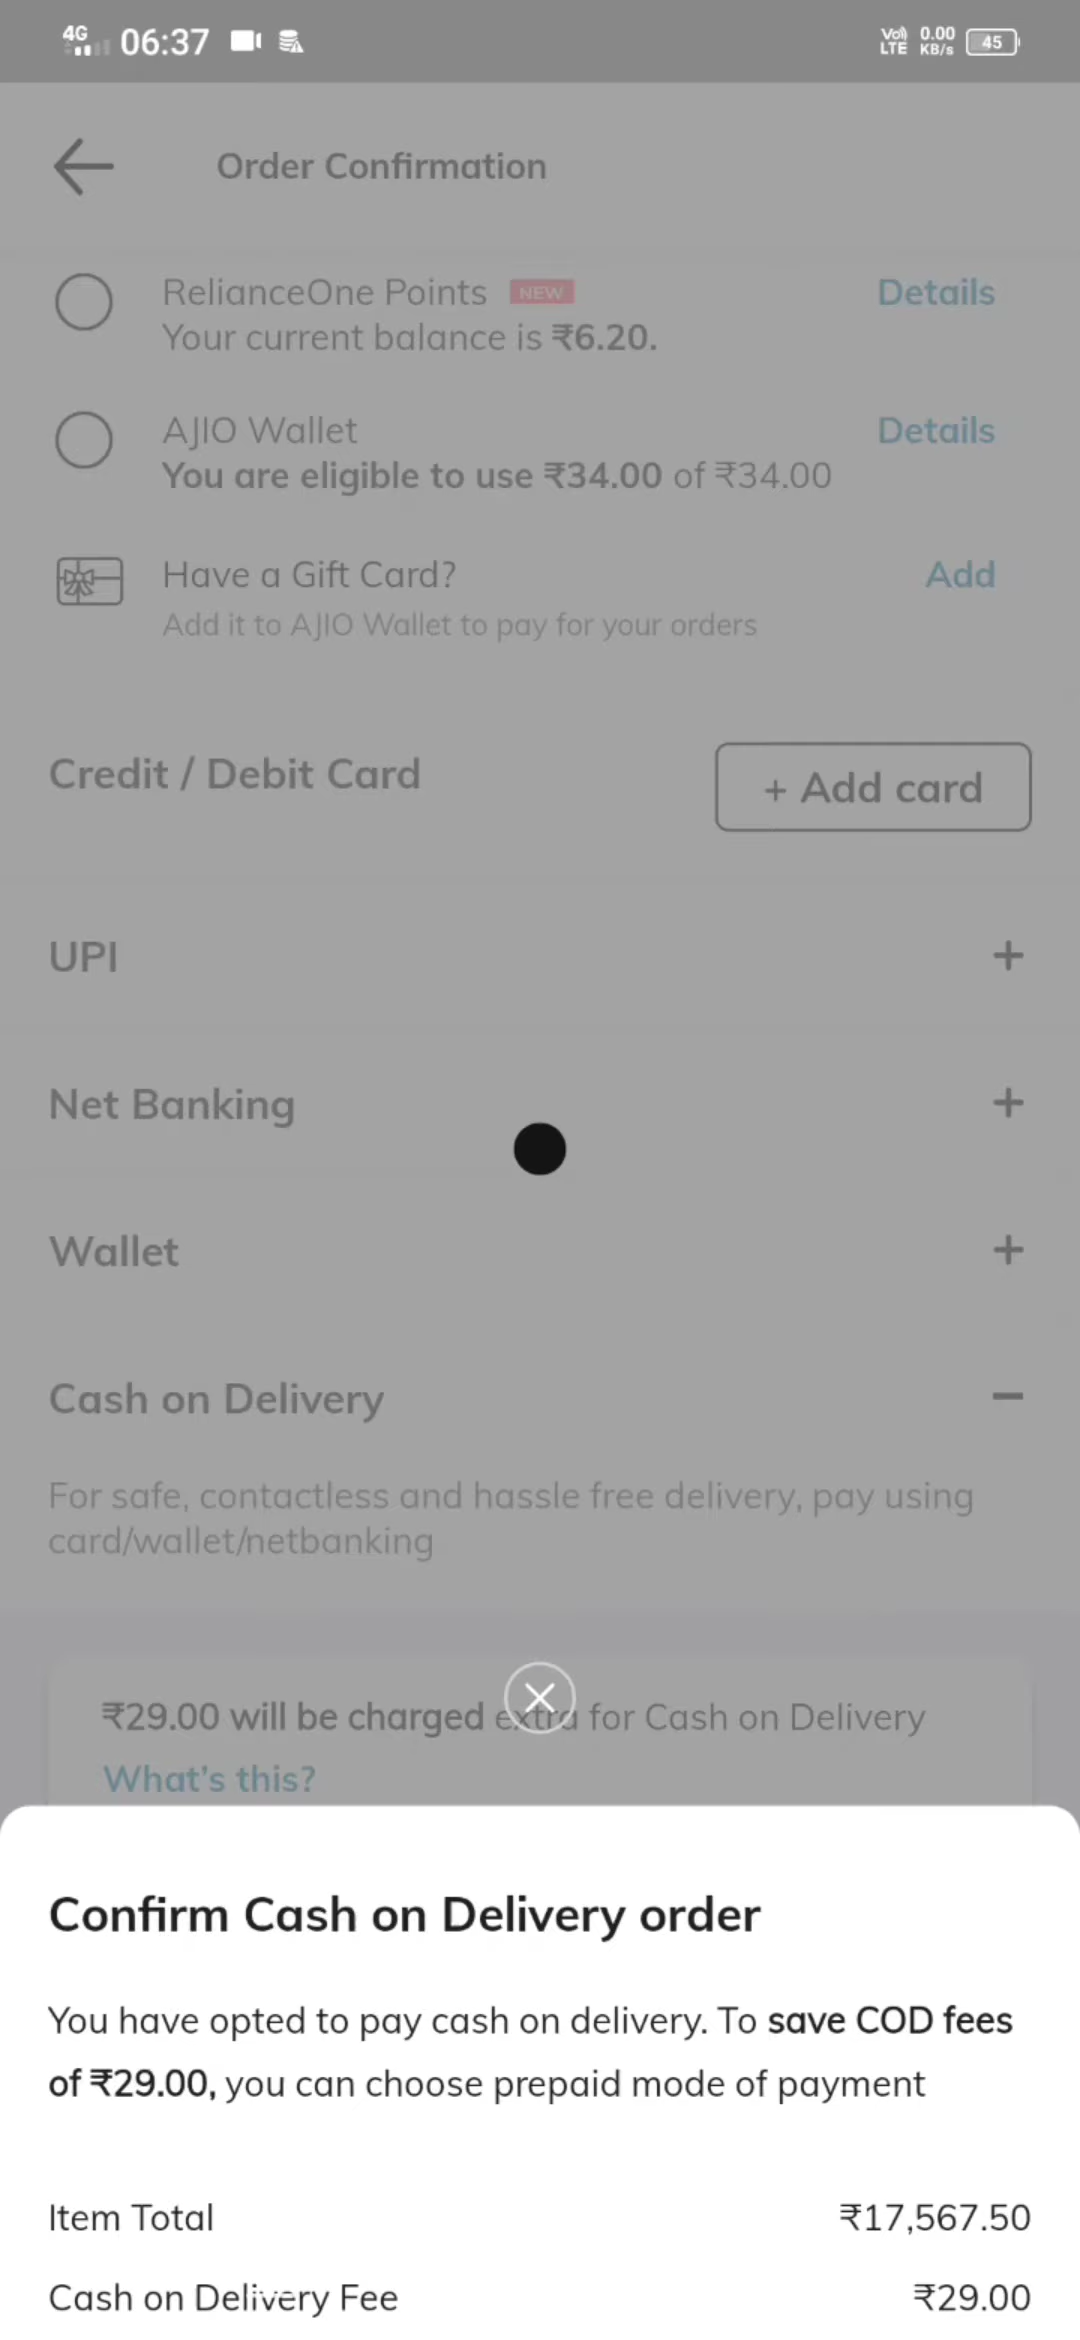 4G 06:37 Vo) LTE 0.00 KB/s 45
Order Confirmation
RelianceOne Points NEW Details
Your current balance is ₹6.20.
AJIO Wallet Details
You are eligible to use ₹34.00 of ₹34.00
Have a Gift Card? Add
Add it to AJIO Wallet to pay for your orders
Credit / Debit Card + Add card
UPI +
Net Banking +
Wallet +
Cash on Delivery −
For safe, contactless and hassle free delivery, pay using
card/wallet/netbanking
₹29.00 will be charged extra for Cash on Delivery
What's this?
Confirm Cash on Delivery order
You have opted to pay cash on delivery. To save COD fees
of ₹29.00, you can choose prepaid mode of payment
Item Total ₹17,567.50
Cash on Delivery Fee ₹29.00